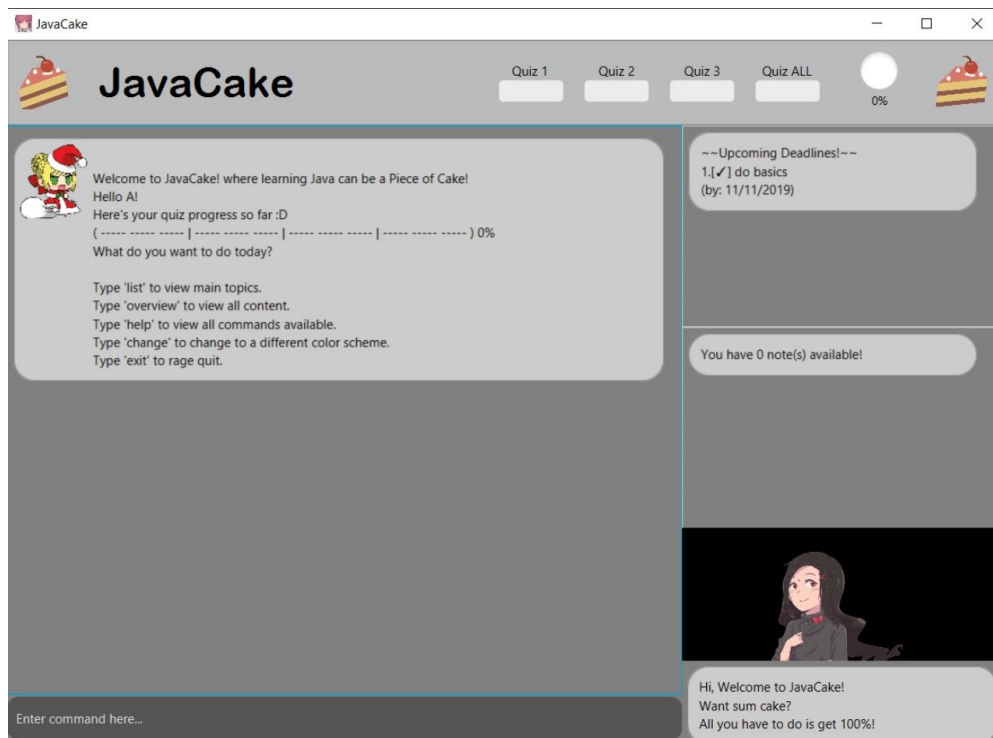 JavaCake
JavaCake
Quiz 1
Quiz 2
Quiz 3
Quiz ALL
0%
Welcome to JavaCake! where learning Java can be a Piece of Cake!
Hello A!
Here's your quiz progress so far :D
( ----- ----- ----- | ----- ----- ----- | ----- ----- ----- | ----- ----- ----- ) 0%
What do you want to do today?
Type 'list' to view main topics.
Type 'overview' to view all content.
Type 'help' to view all commands available.
Type 'change' to change to a different color scheme.
Type 'exit' to rage quit.
Enter command here...
~~Upcoming Deadlines!~~
1.[✓] do basics
(by: 11/11/2019)
You have 0 note(s) available!
Hi, Welcome to JavaCake!
Want sum cake?
All you have to do is get 100%!